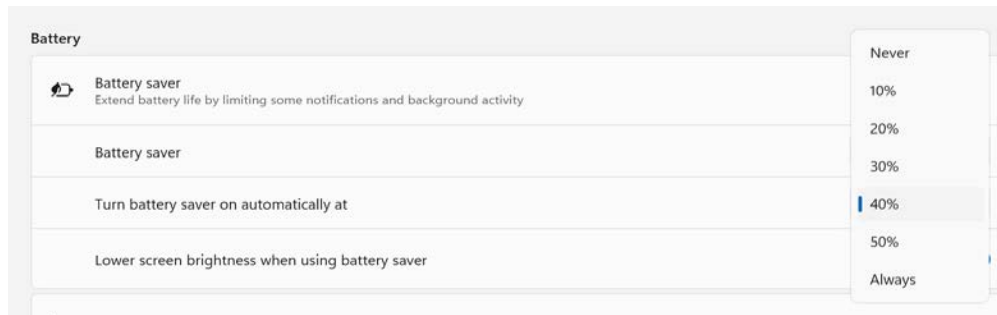 Battery
Battery saver
Extend battery life by limiting some notifications and background activity
Battery saver
Turn battery saver on automatically at
Lower screen brightness when using battery saver
Never
10%
20%
30%
40%
50%
Always